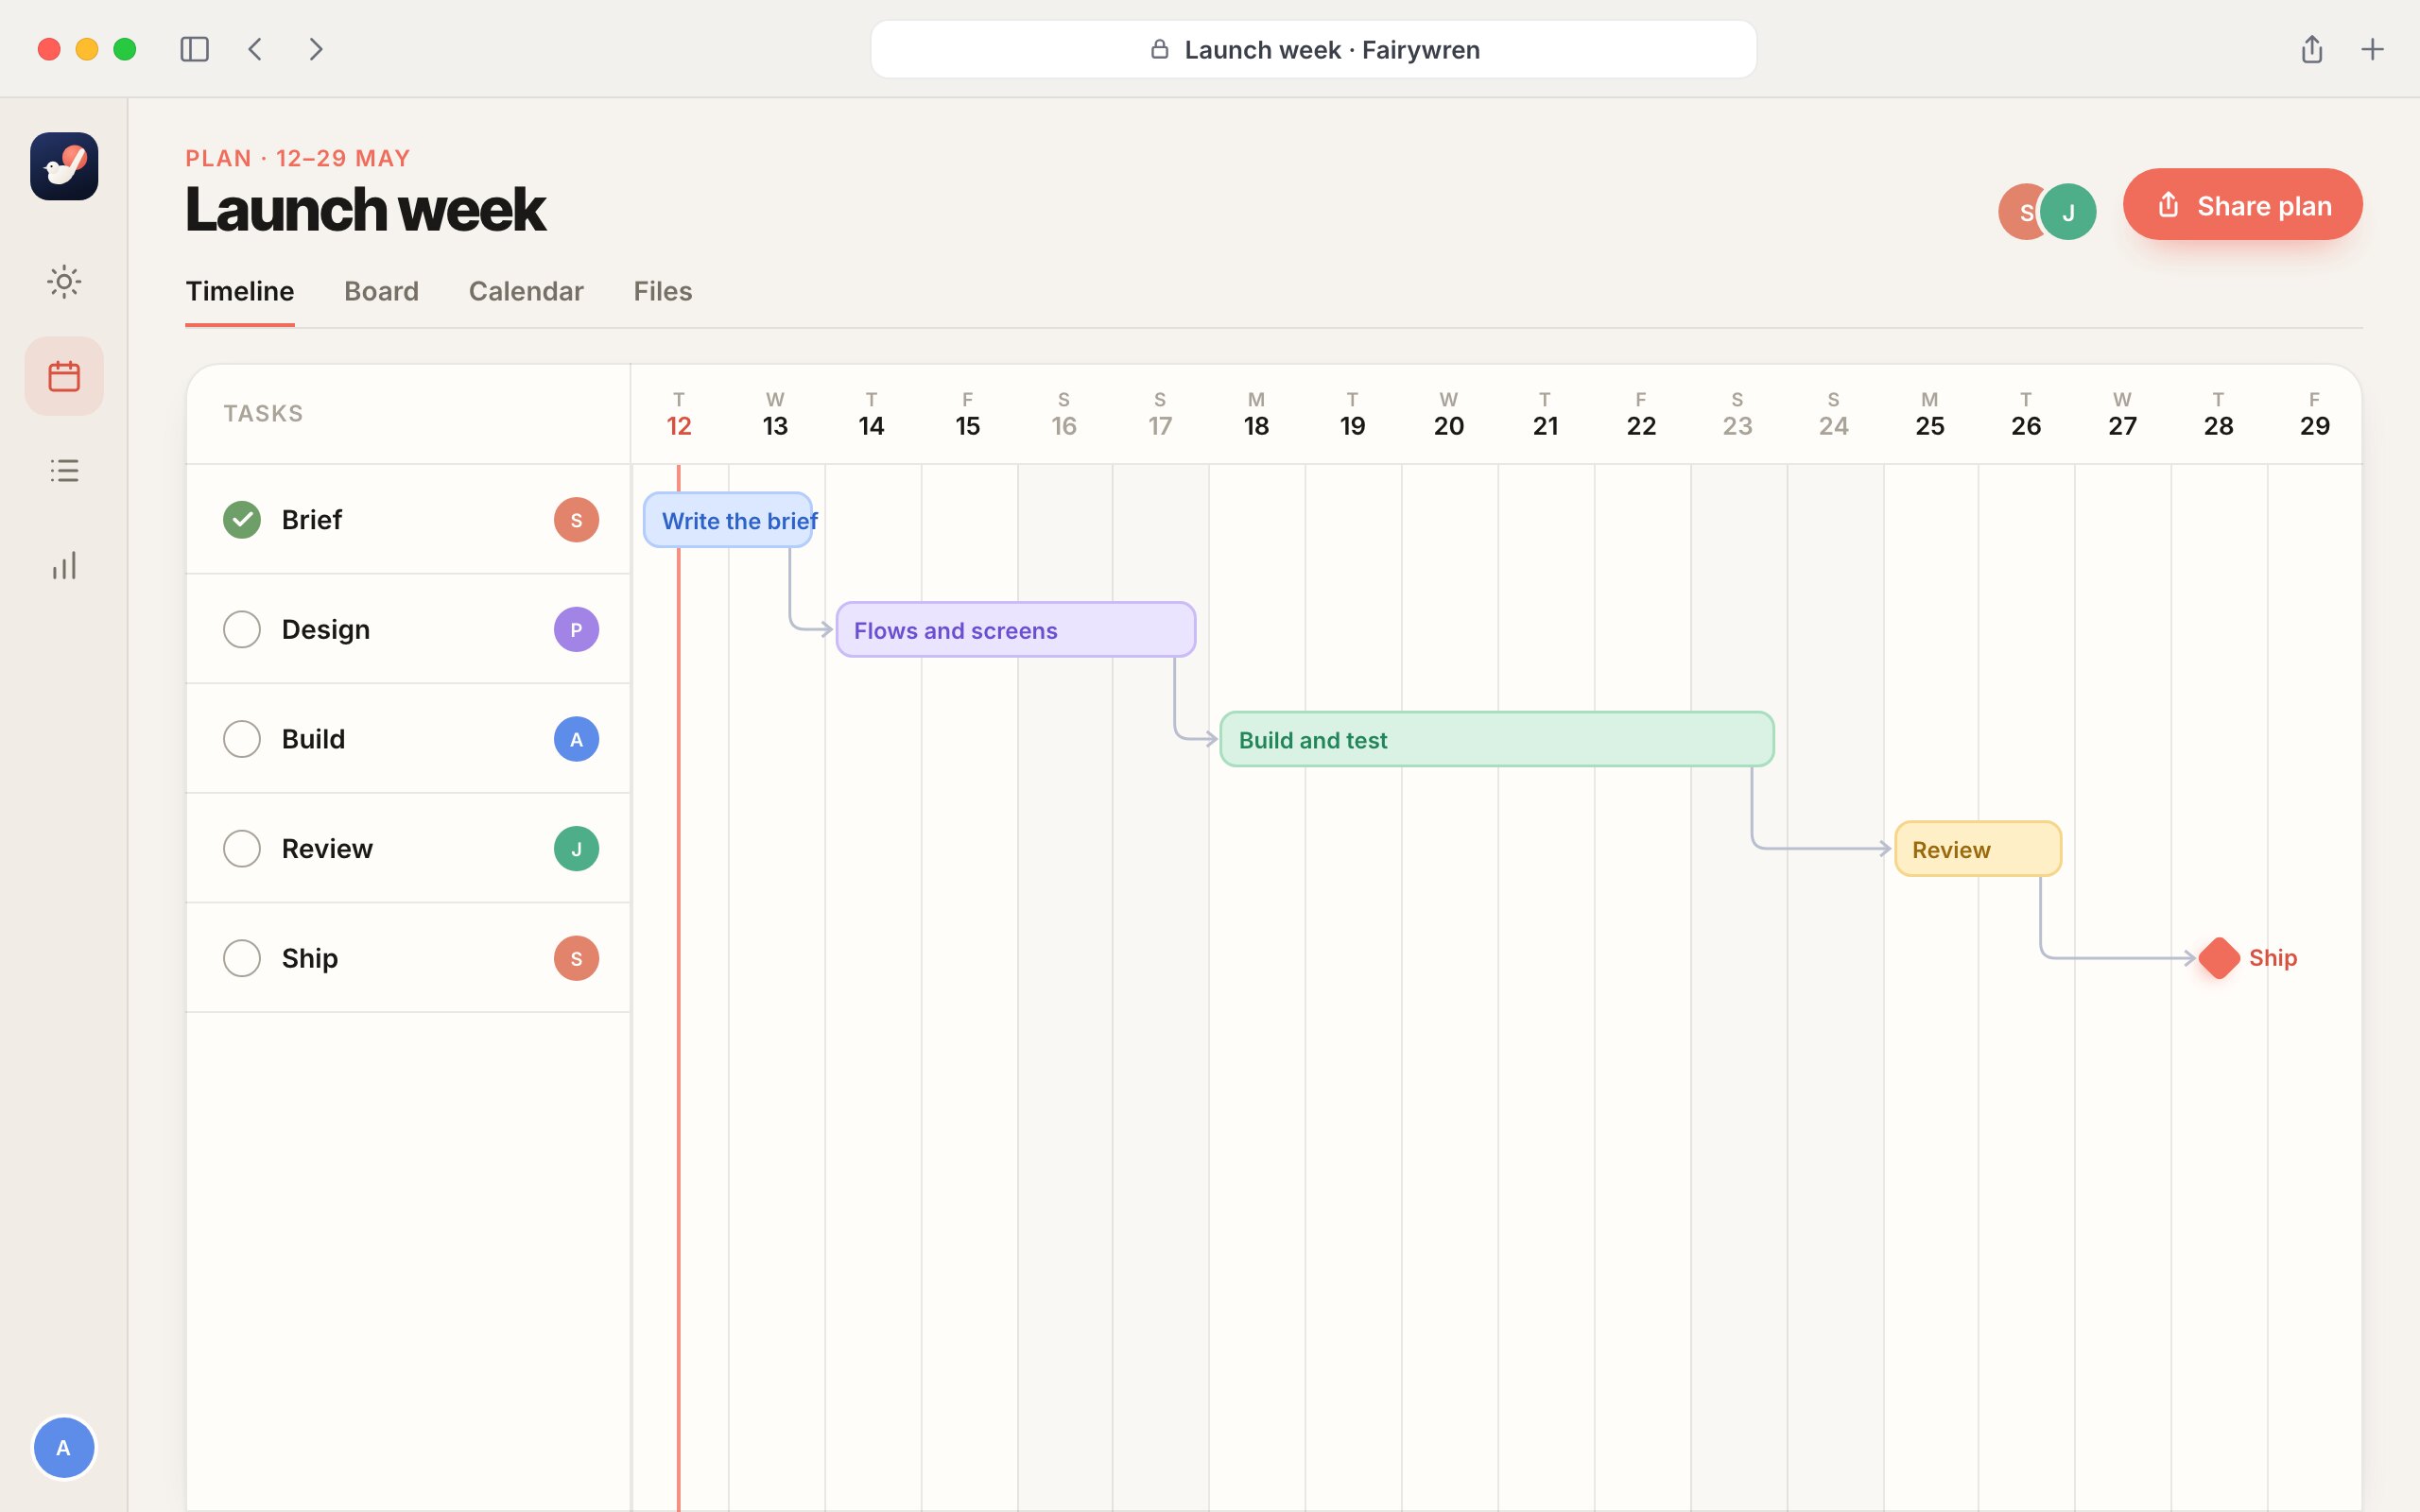 Launch week · Fairywren
PLAN · 12–29 MAY
Launch week
S J
Share plan
Timeline Board Calendar Files
TASKS
T W T F S S M T W T F S S M T W T F
12 13 14 15 16 17 18 19 20 21 22 23 24 25 26 27 28 29
Brief S Write the brief
Design P Flows and screens
Build A Build and test
Review J Review
Ship S Ship
A